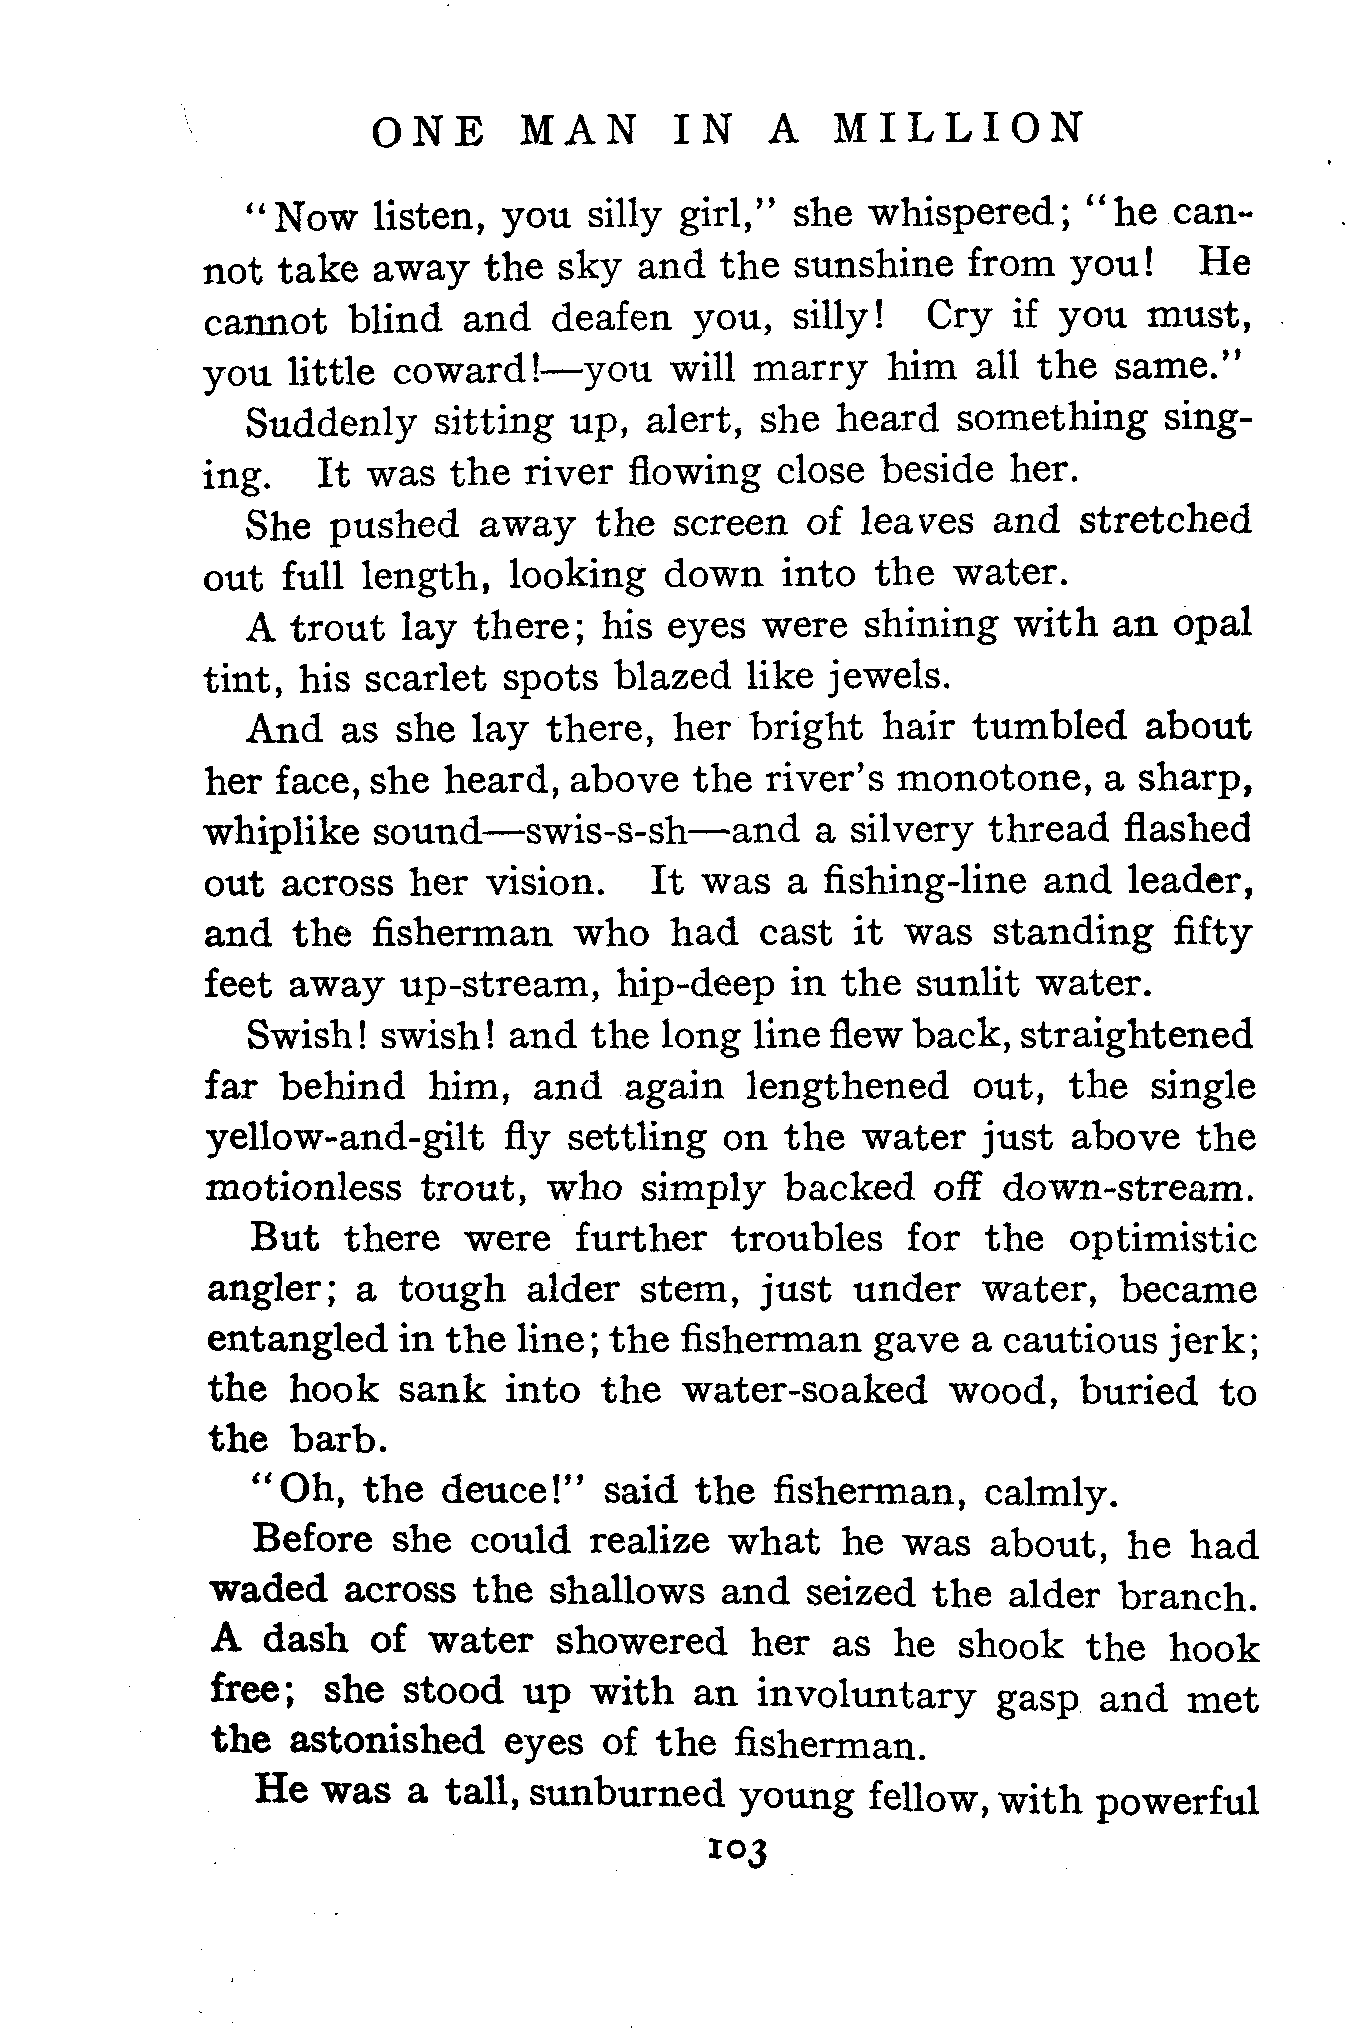 ONE MAN IN A MILLION
"Now listen, you silly girl," she whispered; "he can-
not take away the sky and the sunshine from you! He
cannot blind and deafen you, silly! Cry if you must,
you little coward!—you will marry him all the same."
Suddenly sitting up, alert, she heard something sing-
ing. It was the river flowing close beside her.
She pushed away the screen of leaves and stretched
out full length, looking down into the water.
A trout lay there; his eyes were shining with an opal
tint, his scarlet spots blazed like jewels.
And as she lay there, her bright hair tumbled about
her face, she heard, above the river's monotone, a sharp,
whiplike sound—swis-s-sh—and a silvery thread flashed
out across her vision. It was a fishing-line and leader,
and the fisherman who had cast it was standing fifty
feet away up-stream, hip-deep in the sunlit water.
Swish! swish! and the long line flew back, straightened
far behind him, and again lengthened out, the single
yellow-and-gilt fly settling on the water just above the
motionless trout, who simply backed off down-stream.
But there were further troubles for the optimistic
angler; a tough alder stem, just under water, became
entangled in the line; the fisherman gave a cautious jerk;
the hook sank into the water-soaked wood, buried to
the barb.
"Oh, the deuce!" said the fisherman, calmly.
Before she could realize what he was about, he had
waded across the shallows and seized the alder branch.
A dash of water showered her as he shook the hook
free; she stood up with an involuntary gasp and met
the astonished eyes of the fisherman.
He was a tall, sunburned young fellow, with powerful
103